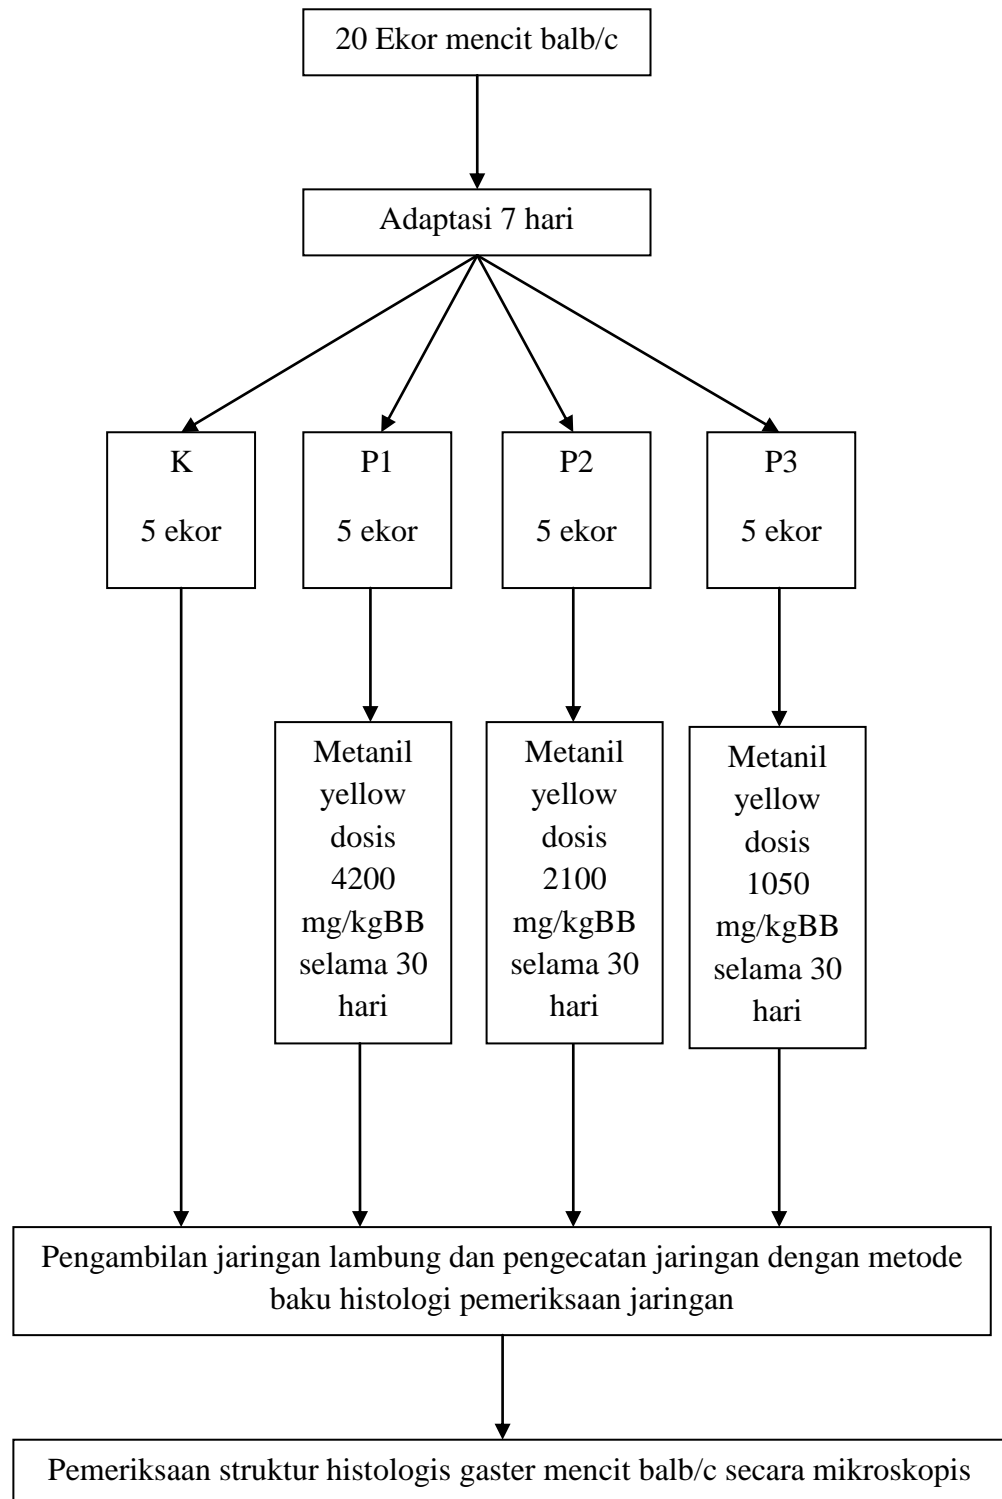 20 Ekor mencit balb/c
Adaptasi 7 hari
K
5 ekor
P1
5 ekor
P2
5 ekor
P3
5 ekor
Metanil
yellow
dosis
4200
mg/kgBB
selama 30
hari
Metanil
yellow
dosis
2100
mg/kgBB
selama 30
hari
Metanil
yellow
dosis
1050
mg/kgBB
selama 30
hari
Pengambilan jaringan lambung dan pengecatan jaringan dengan metode
baku histologi pemeriksaan jaringan
Pemeriksaan struktur histologis gaster mencit balb/c secara mikroskopis